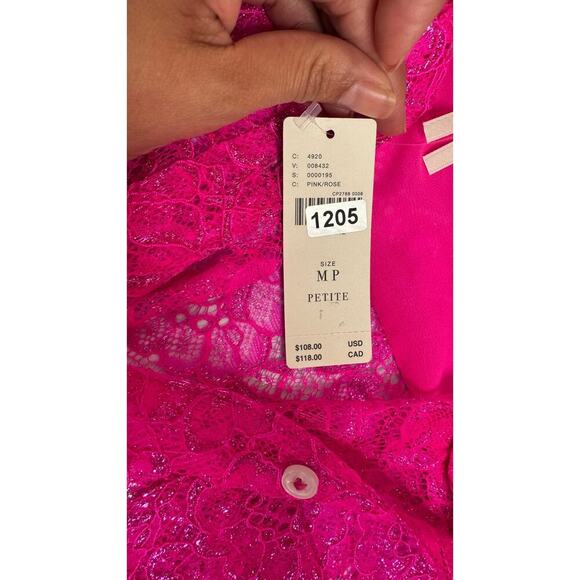 C: 4920
V: 008432
S: 0000195
C: PINK/ROSE
CP2788 0008
1205
SIZE
M P
PETITE
$108.00 USD
$118.00 CAD